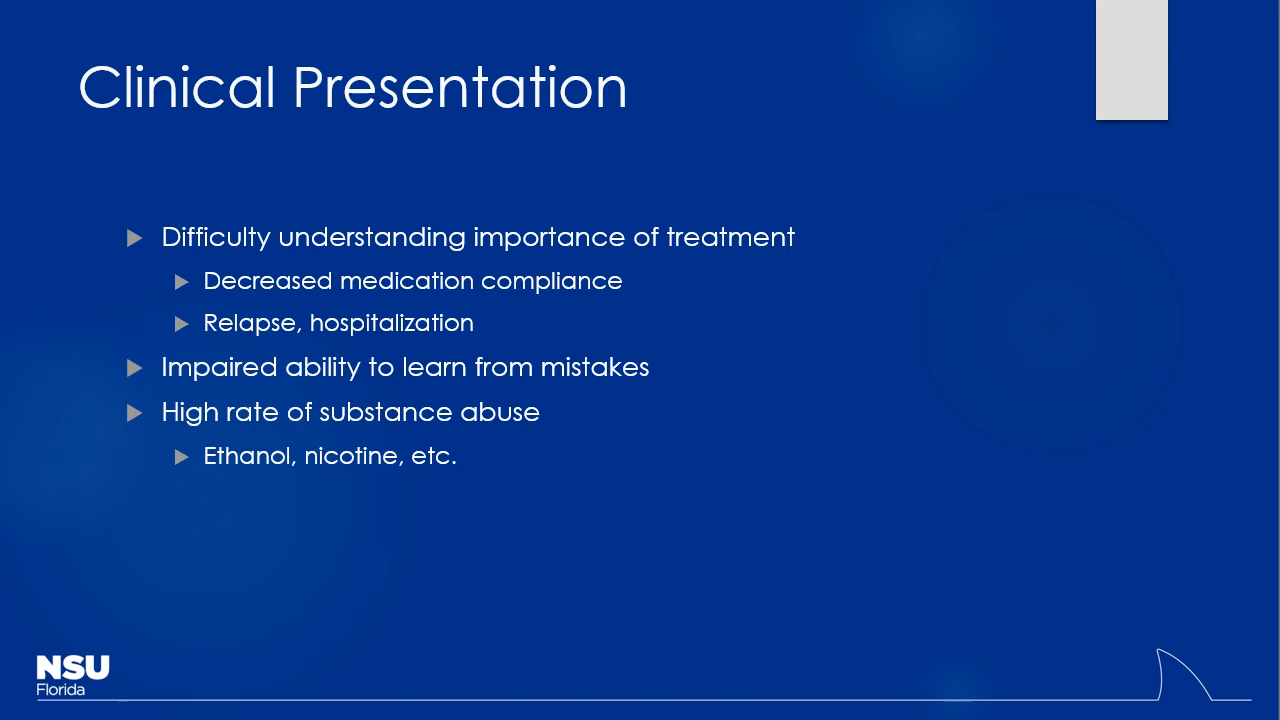 Clinical Presentation
Difficulty understanding importance of treatment
Decreased medication compliance
Relapse, hospitalization
Impaired ability to learn from mistakes
High rate of substance abuse
Ethanol, nicotine, etc.
NSU
Florida